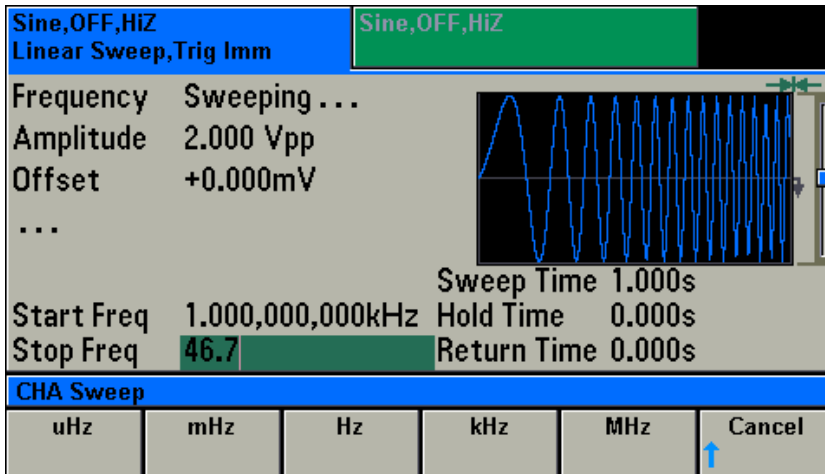 Sine,OFF,HiZ
Linear Sweep,Trig Imm
Sine,OFF,HiZ
Frequency Sweeping ...
Amplitude 2.000 Vpp
Offset +0.000mV
...
Sweep Time 1.000s
Start Freq 1.000,000,000kHz Hold Time 0.000s
Stop Freq 46.7 Return Time 0.000s
CHA Sweep
uHz mHz Hz kHz MHz Cancel